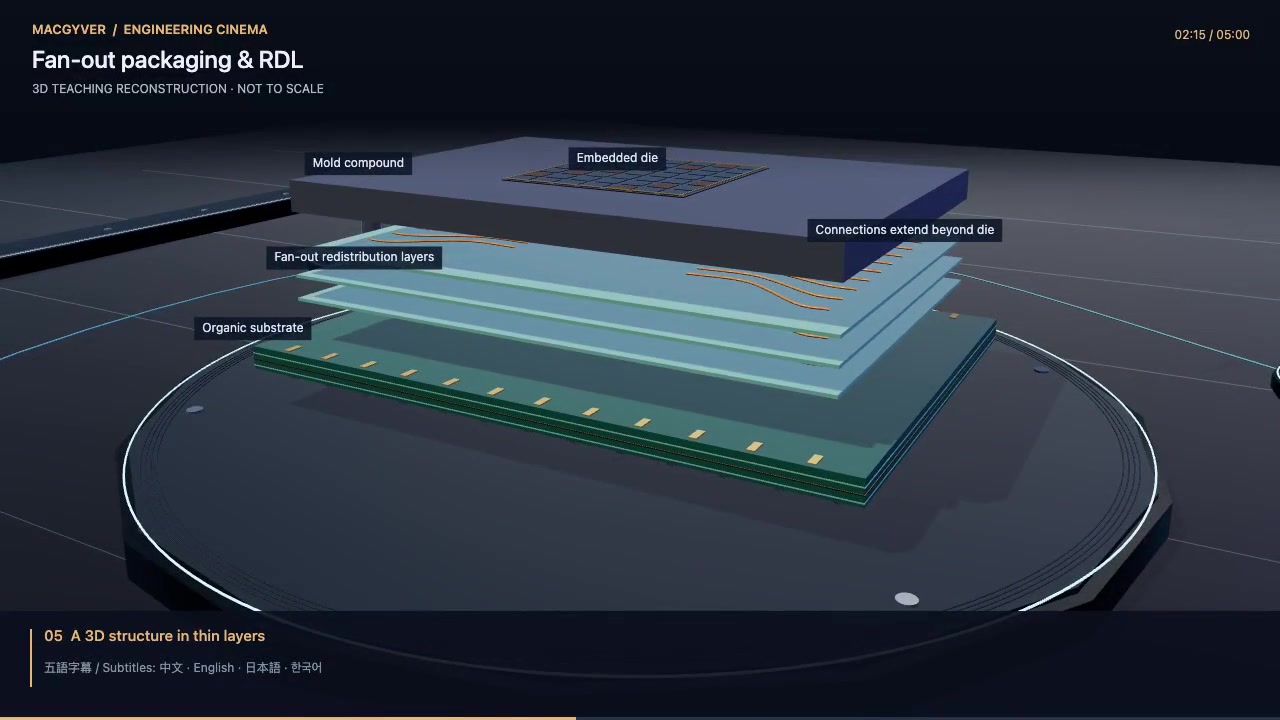 MACGYVER / ENGINEERING CINEMA
02:15 / 05:00
Fan-out packaging & RDL
3D TEACHING RECONSTRUCTION · NOT TO SCALE
Mold compound
Embedded die
Connections extend beyond die
Fan-out redistribution layers
Organic substrate
05 A 3D structure in thin layers
五語字幕 / Subtitles: 中文 · English · 日本語 · 한국어